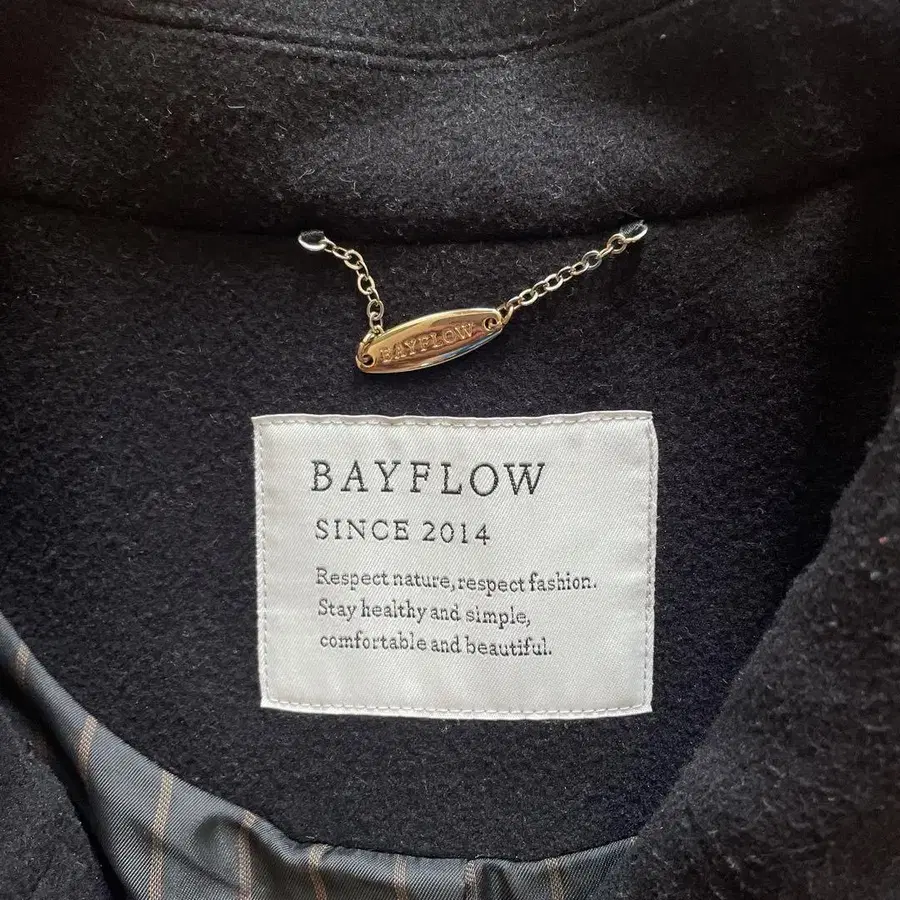 BAYFLOW
BAYFLOW
SINCE 2014
Respect nature,respect fashion.
Stay healthy and simple,
comfortable and beautiful.